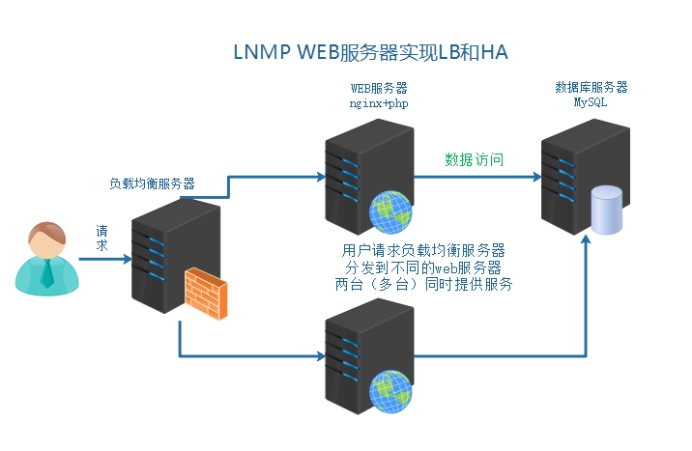 LNMP WEB服务器实现LB和HA
WEB服务器
nginx+php
数据库服务器
MySQL
数据访问
负载均衡服务器
请
求
用户请求负载均衡服务器
分发到不同的web服务器
两台（多台）同时提供服务